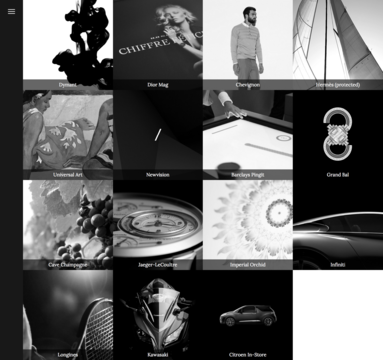 CHIFFRE
Dynient
Dior Mag
Chevignon
Hermès (protected)
Universal Art
Newvision
Barclays Pingit
Grand Bal
Cave Champagne
Jaeger-LeCoultre
Imperial Orchid
Infiniti
Longines
Kawasaki
Citroen In-Store